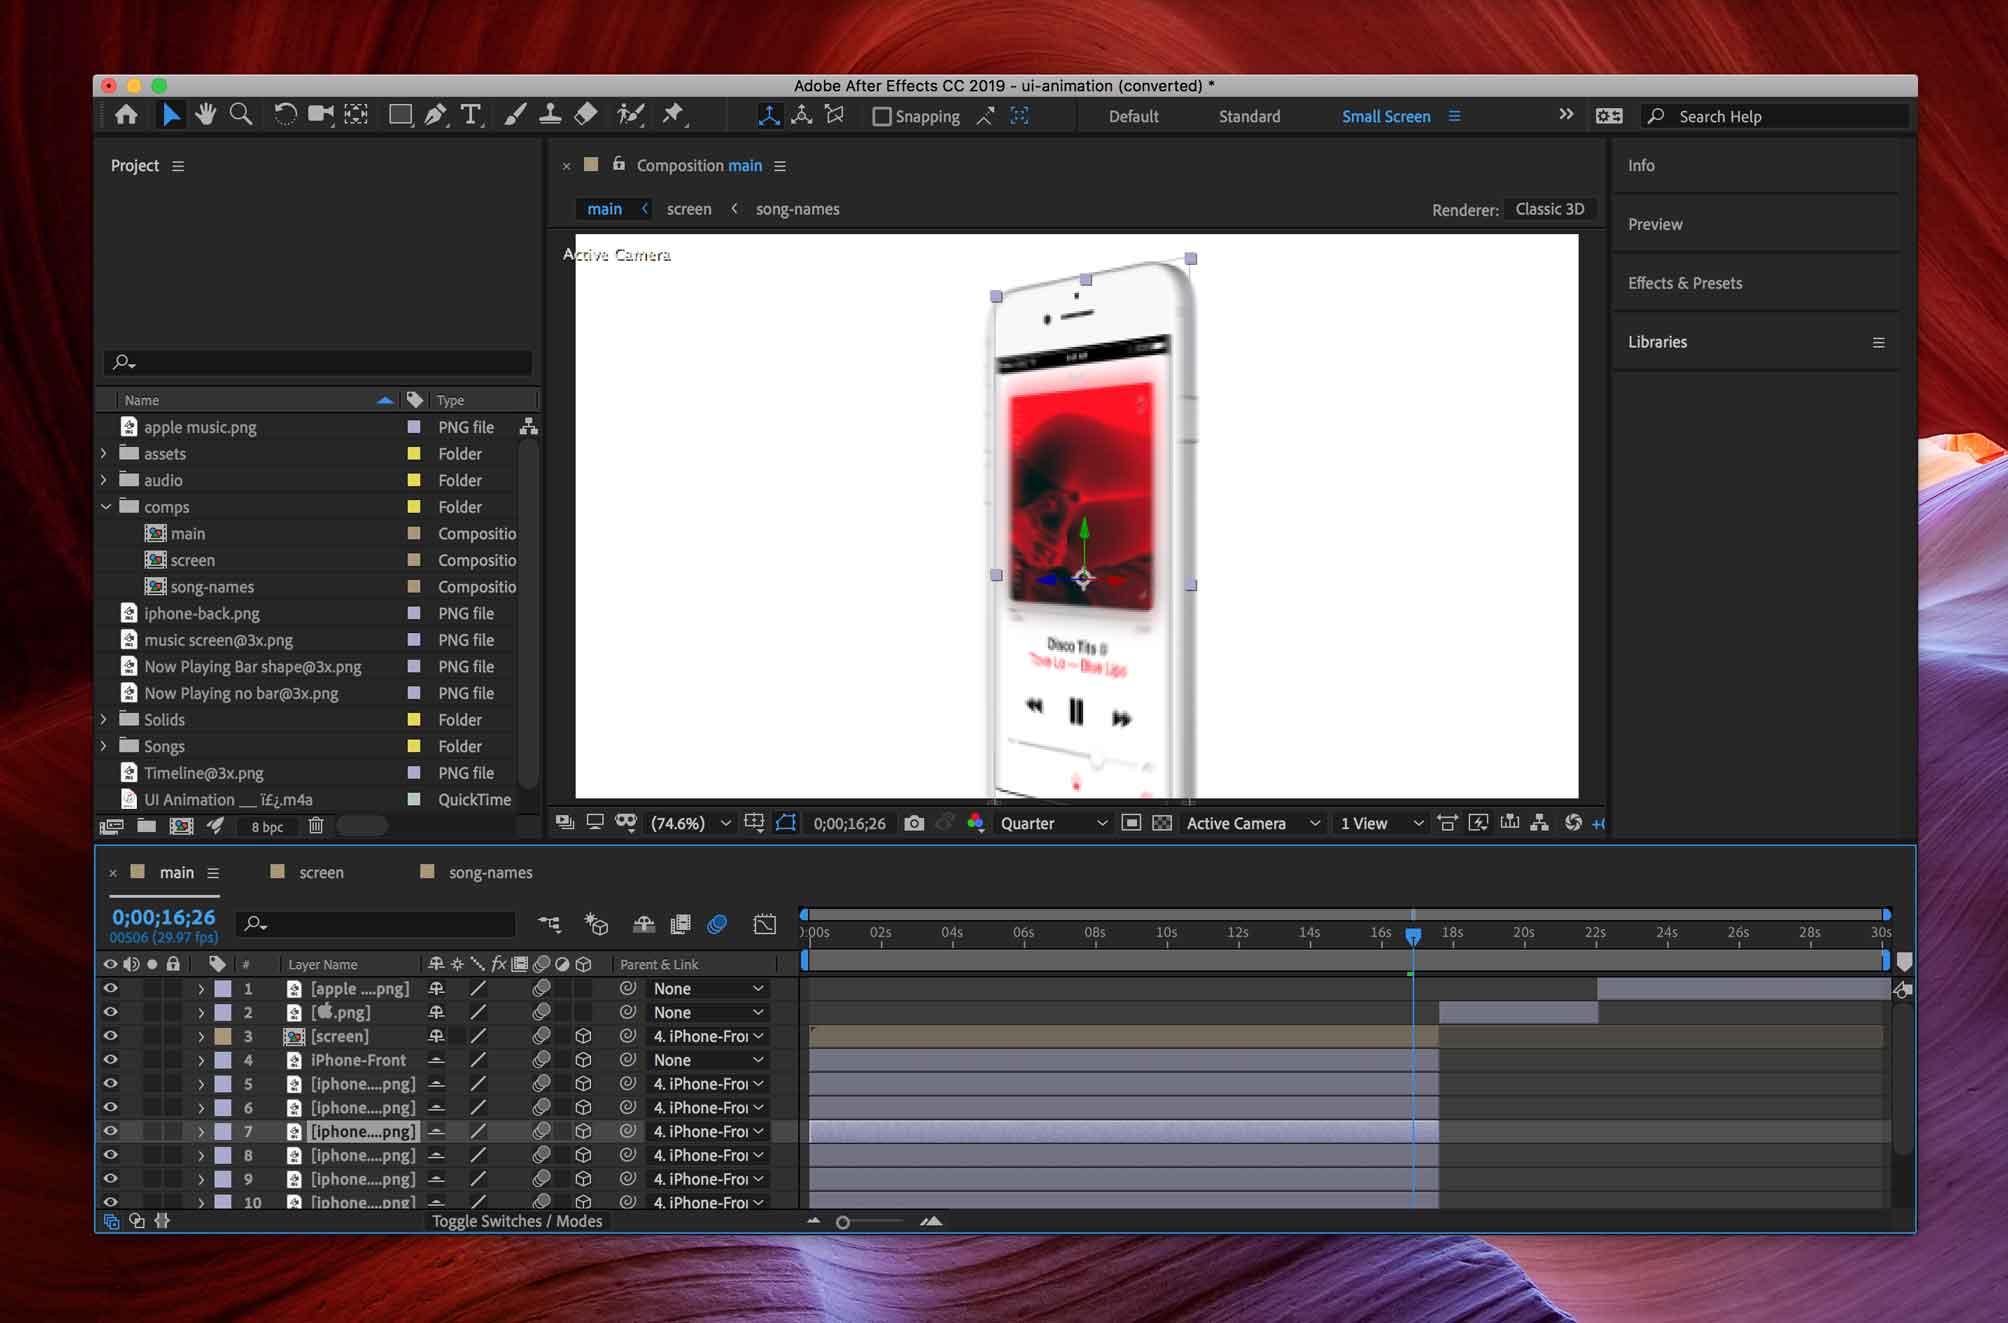 Adobe After Effects CC 2019 - ui-animation (converted) *
Snapping
Default
Standard
Small Screen
Search Help
Project
Composition main
main
screen
song-names
Renderer: Classic 3D
Active Camera
Info
Preview
Effects & Presets
Libraries
Name
Type
apple music.png
PNG file
assets
Folder
audio
Folder
comps
Folder
main
Compositio
screen
Compositio
song-names
Compositio
iphone-back.png
PNG file
music screen@3x.png
PNG file
Now Playing Bar shape@3x.png
PNG file
Now Playing no bar@3x.png
PNG file
Solids
Folder
Songs
Folder
Timeline@3x.png
PNG file
UI Animation __ ï£¿.m4a
QuickTime
8 bpc
Disco Tits
Tove Lo — Blue Lips
(74.6%)
0;00;16;26
Quarter
Active Camera
1 View
main
screen
song-names
0;00;16;26
00506 (29.97 fps)
):00s 02s 04s 06s 08s 10s 12s 14s 16s 18s 20s 22s 24s 26s 28s 30s
# Layer Name fx Parent & Link
1 [apple ....png] None
2 [.png] None
3 [screen] 4. iPhone-Froı
4 iPhone-Front None
5 [iphone....png] 4. iPhone-Froı
6 [iphone....png] 4. iPhone-Froı
7 [iphone....png] 4. iPhone-Froı
8 [iphone....png] 4. iPhone-Froı
9 [iphone....png] 4. iPhone-Froı
10 [iphone....png] 4. iPhone-Froı
Toggle Switches / Modes